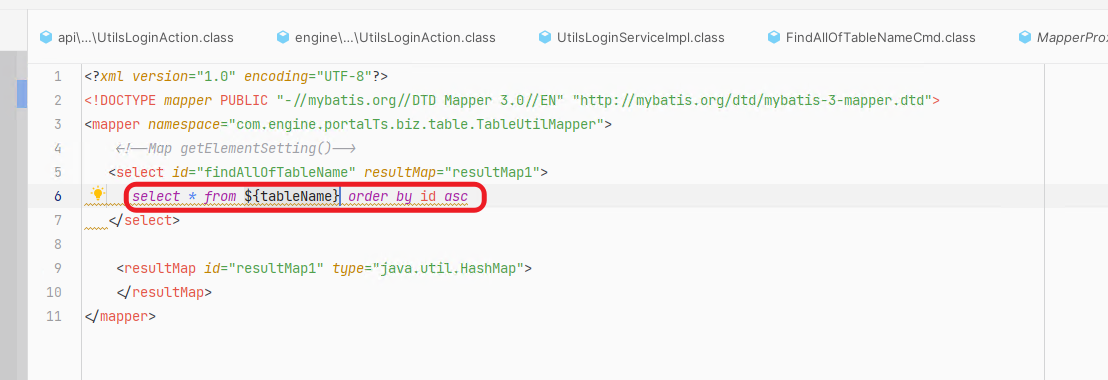 api\...\UtilsLoginAction.class engine\...\UtilsLoginAction.class UtilsLoginServiceImpl.class FindAllOfTableNameCmd.class MapperProx
1 <?xml version="1.0" encoding="UTF-8"?>
2 <!DOCTYPE mapper PUBLIC "-//mybatis.org//DTD Mapper 3.0//EN" "http://mybatis.org/dtd/mybatis-3-mapper.dtd">
3 <mapper namespace="com.engine.portalTs.biz.table.TableUtilMapper">
4 <!--Map getElementSetting()-->
5 <select id="findAllOfTableName" resultMap="resultMap1">
6 select * from ${tableName} order by id asc
7 </select>
8
9 <resultMap id="resultMap1" type="java.util.HashMap">
10 </resultMap>
11 </mapper>